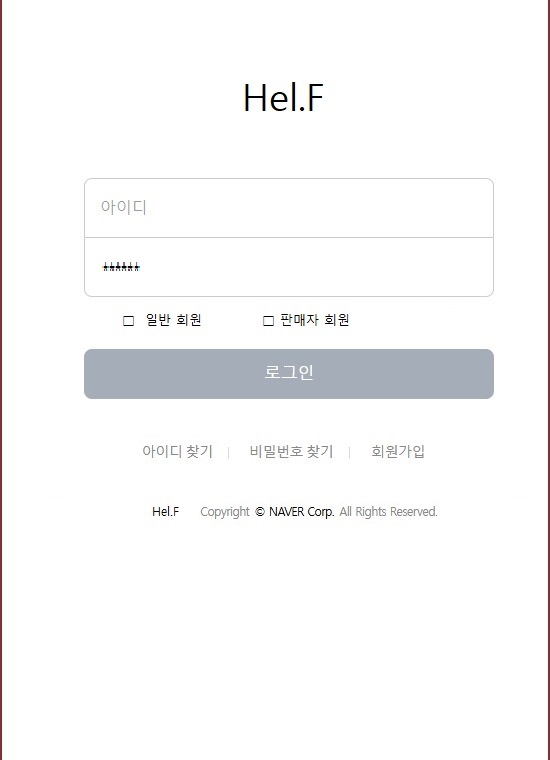 Hel.F
아이디
******
□ 일반 회원 □ 판매자 회원
로그인
아이디 찾기 | 비밀번호 찾기 | 회원가입
Hel.F Copyright © NAVER Corp. All Rights Reserved.